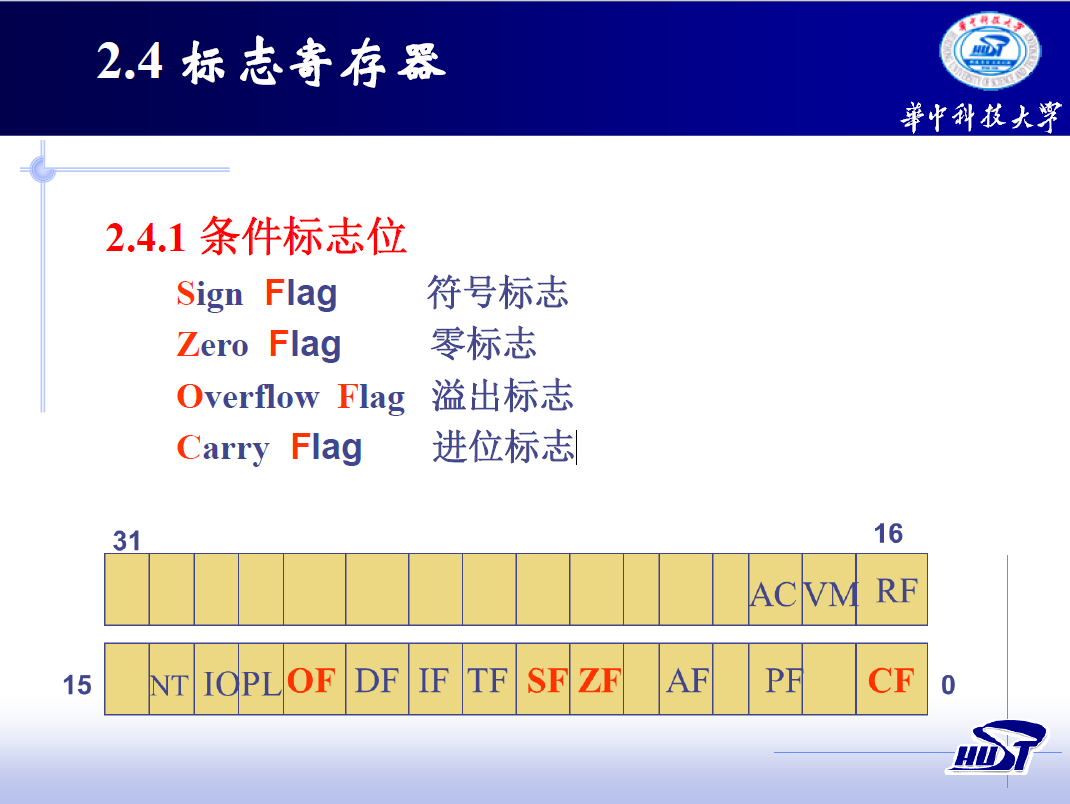 2.4 标志寄存器
華中科技大学
2.4.1 条件标志位
Sign Flag 符号标志
Zero Flag 零标志
Overflow Flag 溢出标志
Carry Flag 进位标志
31 16
AC VM RF
15 NT IOPL OF DF IF TF SF ZF AF PF CF 0
HUST